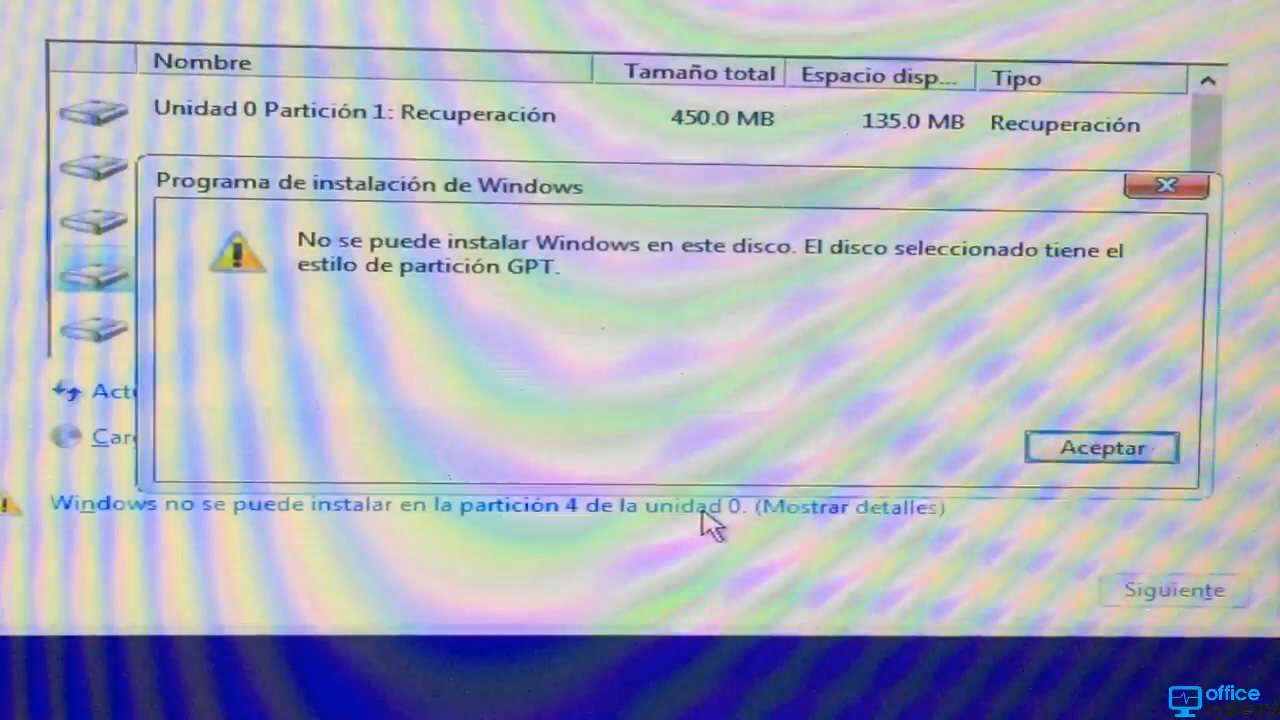 Nombre Tamaño total Espacio disp... Tipo
Unidad 0 Partición 1: Recuperación 450.0 MB 135.0 MB Recuperación
Programa de instalación de Windows
No se puede instalar Windows en este disco. El disco seleccionado tiene el
estilo de partición GPT.
Aceptar
Windows no se puede instalar en la partición 4 de la unidad 0. (Mostrar detalles)
Siguiente
office